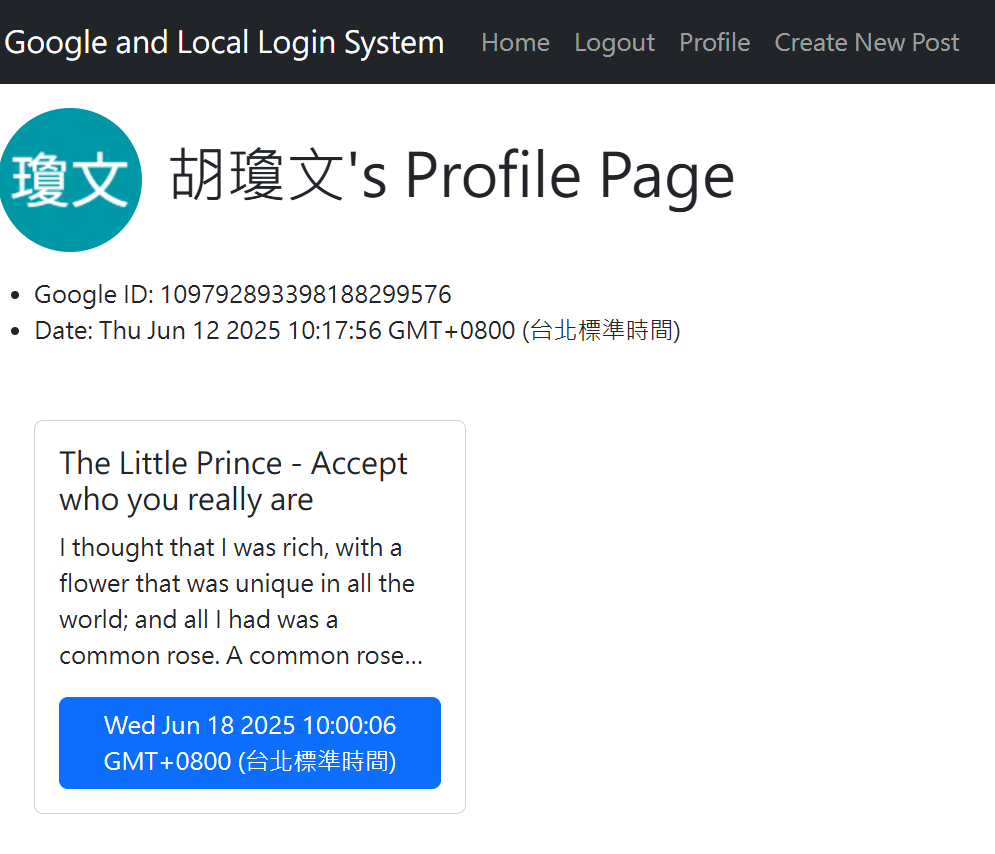 Google and Local Login System Home Logout Profile Create New Post
瓊文
胡瓊文's Profile Page
Google ID: 109792893398188299576
Date: Thu Jun 12 2025 10:17:56 GMT+0800 (台北標準時間)
The Little Prince - Accept
who you really are
I thought that I was rich, with a
flower that was unique in all the
world; and all I had was a
common rose. A common rose...
Wed Jun 18 2025 10:00:06
GMT+0800 (台北標準時間)